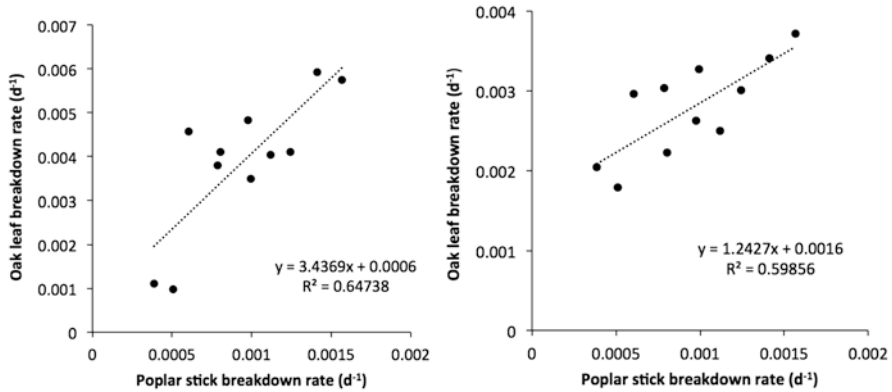 0.007
0.006
0.005
0.004
0.003
0.002
0.001
0
Oak leaf breakdown rate (d⁻¹)
y = 3.4369x + 0.0006
R² = 0.64738
0 0.0005 0.001 0.0015 0.002
Poplar stick breakdown rate (d⁻¹)
0.004
0.003
0.002
0.001
0
Oak leaf breakdown rate (d⁻¹)
y = 1.2427x + 0.0016
R² = 0.59856
0 0.0005 0.001 0.0015 0.002
Poplar stick breakdown rate (d⁻¹)